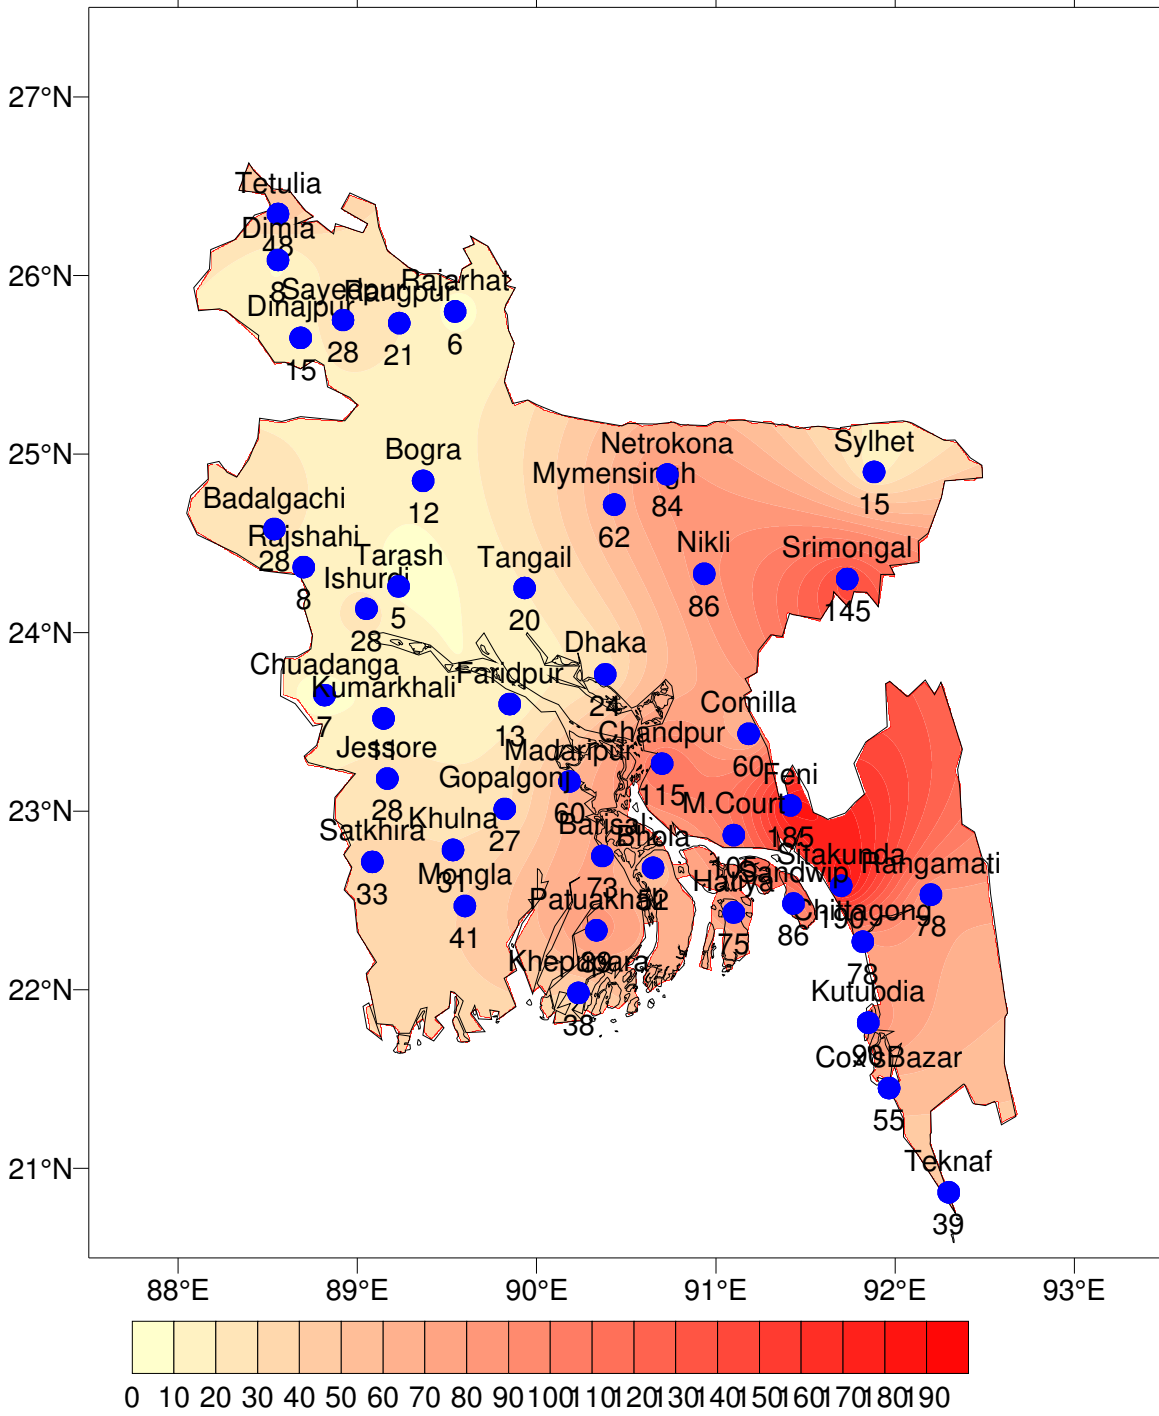 27°N
Tetulia
Dimla
48
26°N
Rajarhat
8
Sayedpur
Rangpur
Dinajpur
28
21
6
15
Netrokona
Sylhet
25°N
Bogra
Mymensingh
Badalgachi
12
84
15
Rajshahi
62
Nikli
Srimongal
28
Tarash
Tangail
Ishurdi
8
5
20
86
145
24°N
28
Dhaka
Chuadanga
Faridpur
Kumarkhali
24
Comilla
7
13
Chandpur
11
Jessore
Madaripur
60
Feni
Gopalgonj
115
23°N
28
Khulna
60
M.Court
Satkhira
27
Barisal
Bhola
185
Sitakunda
105
Rangamati
33
31
Mongla
73
Hatiya
Sandwip
52
Patuakhali
Chittagong
41
75
86
190
78
89
Khepupara
78
22°N
Kutubdia
38
90
Cox'sBazar
55
21°N
Teknaf
39
88°E 89°E 90°E 91°E 92°E 93°E
0 10 20 30 40 50 60 70 80 90 100 110 120 130 140 150 160 170 180 190